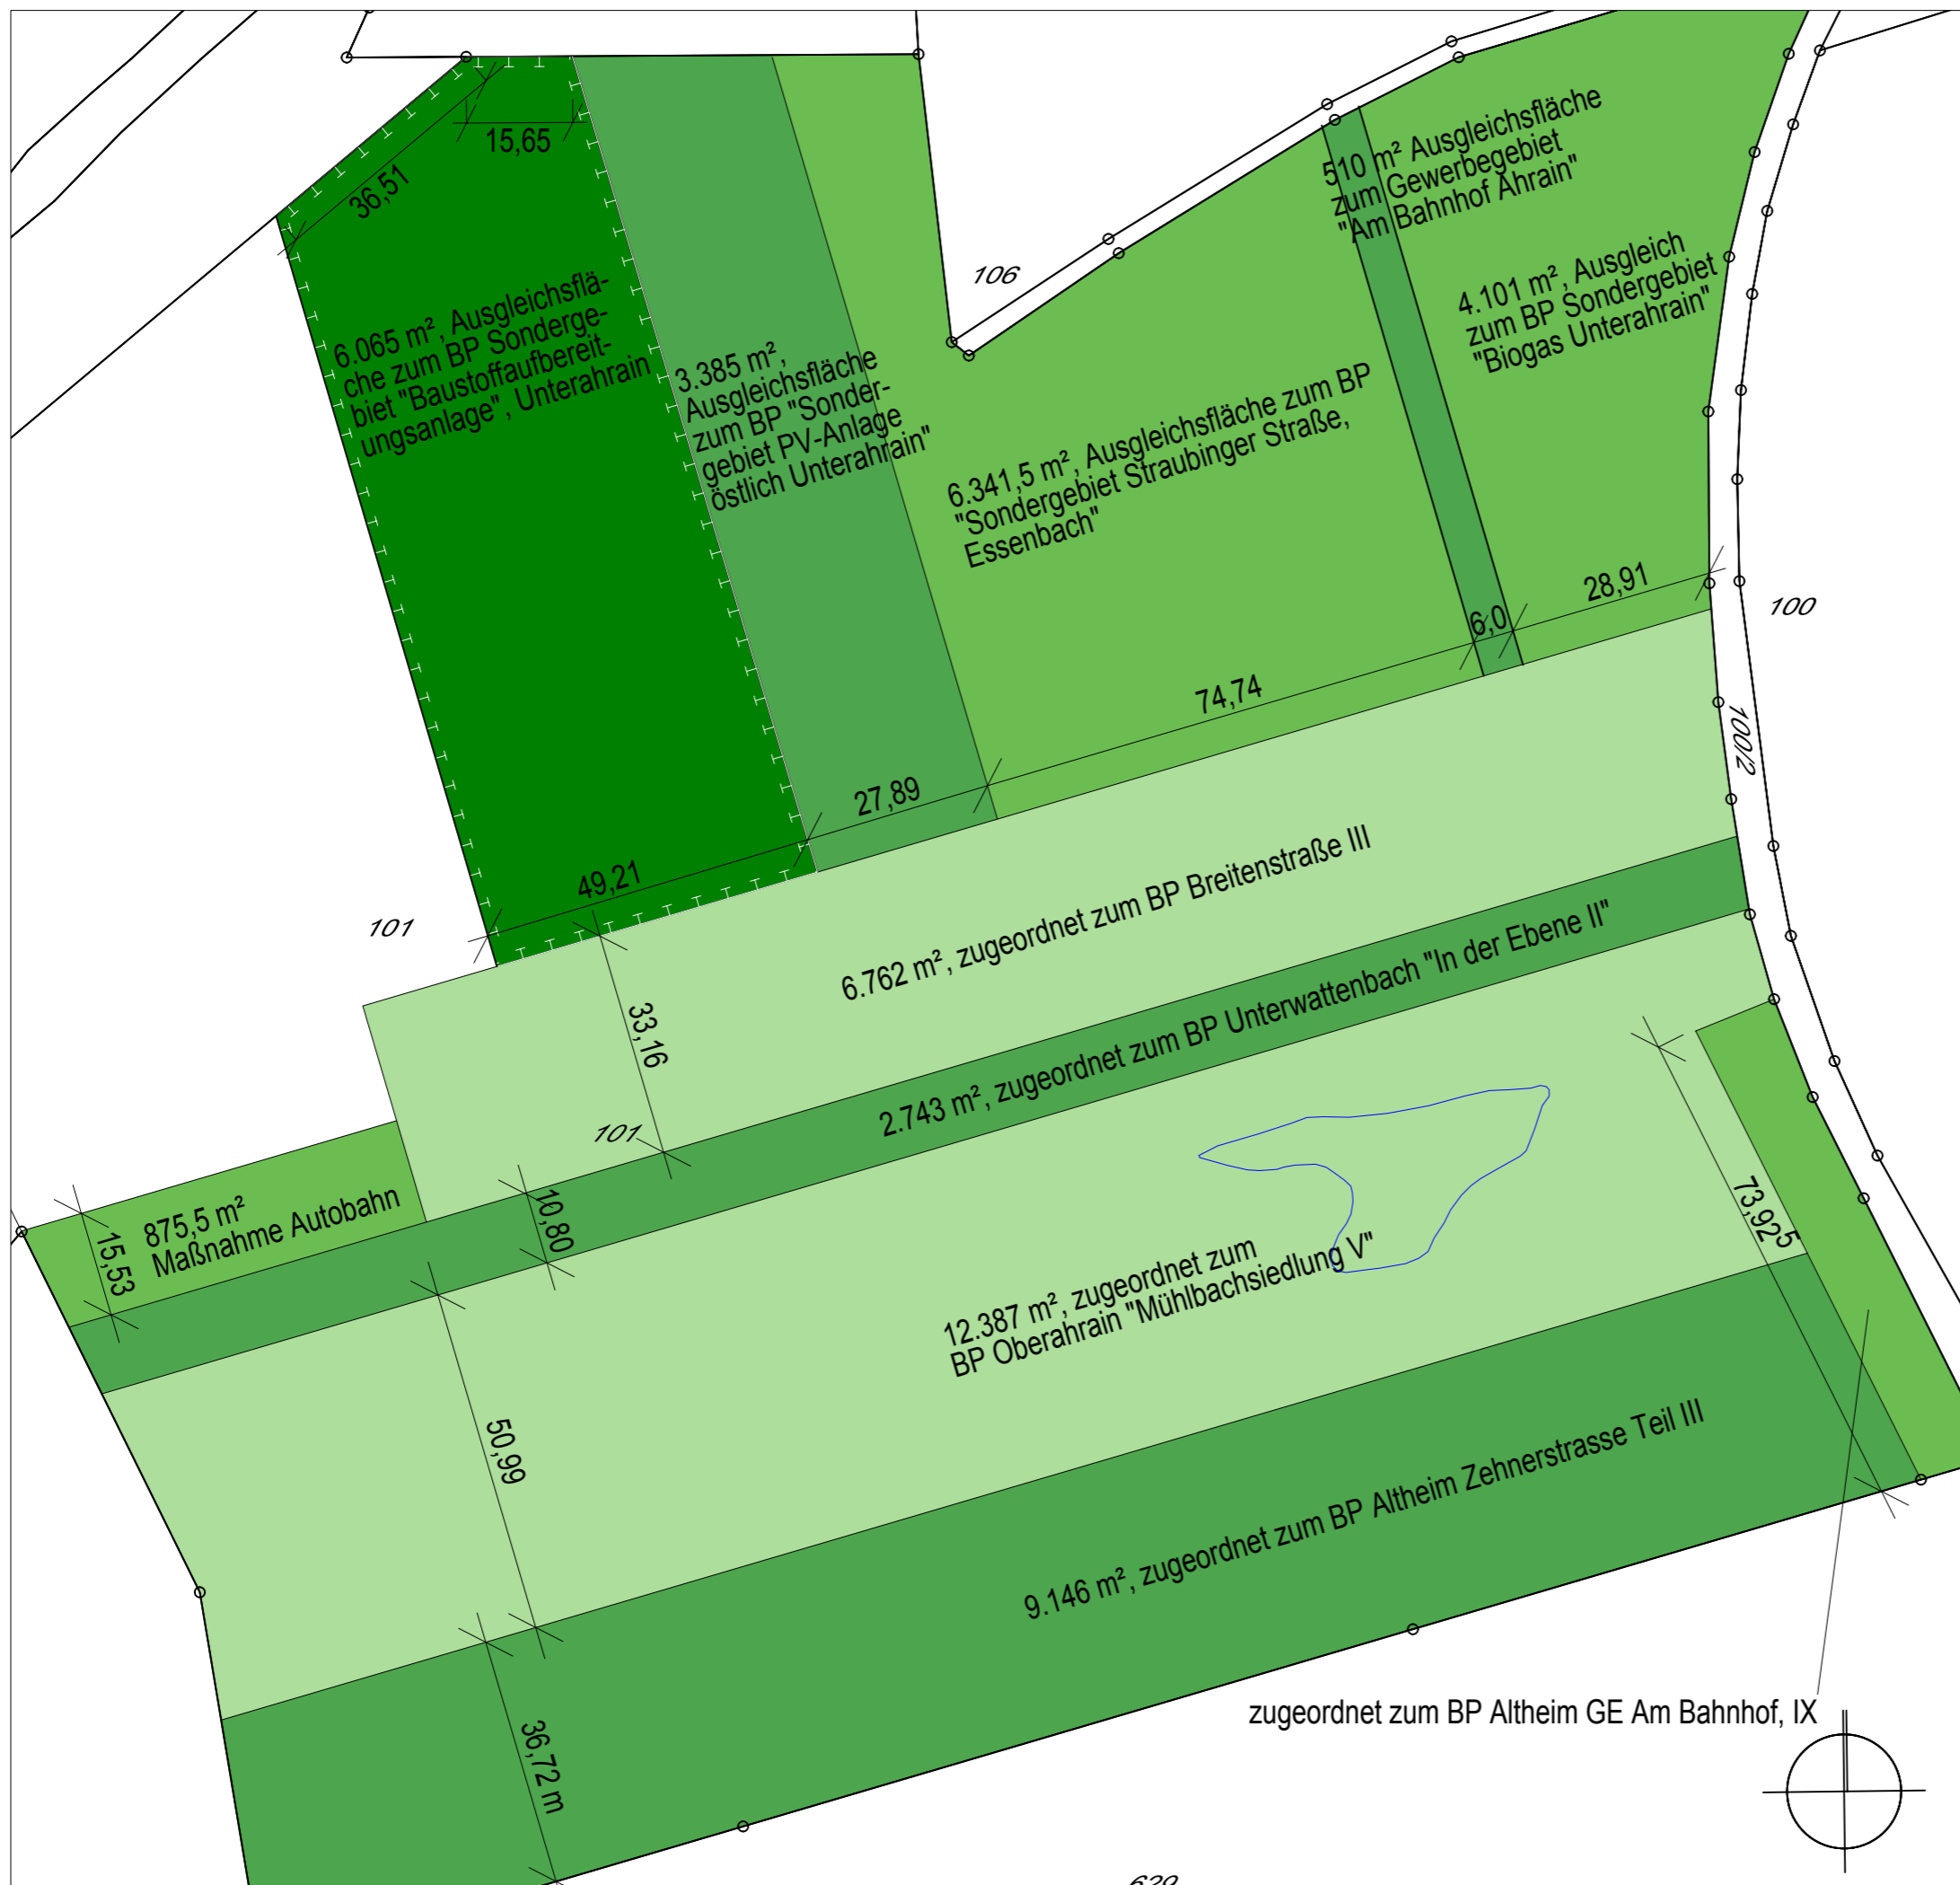 15,65
36,51
510 m² Ausgleichsfläche
zum Gewerbegebiet
"Am Bahnhof Ahrain"
106
4.101 m², Ausgleich
zum BP Sondergebiet
"Biogas Unterahrain"
6.065 m², Ausgleichsflä-
che zum BP Sonderge-
biet "Baustoffaufbereit-
ungsanlage", Unterahrain
3.385 m²,
Ausgleichsfläche
zum BP "Sonder-
gebiet PV-Anlage
östlich Unterahrain"
6.341,5 m², Ausgleichsfläche zum BP
"Sondergebiet Straubinger Straße,
Essenbach"
28,91
6,0
100
74,74
100/2
27,89
49,21
101
6.762 m², zugeordnet zum BP Breitenstraße III
33,16
2.743 m², zugeordnet zum BP Unterwattenbach "In der Ebene II"
101
875,5 m²
Maßnahme Autobahn
15,53
10,80
73,925
12.387 m², zugeordnet zum
BP Oberahrain "Mühlbachsiedlung V"
50,99
9.146 m², zugeordnet zum BP Altheim Zehnerstrasse Teil III
36,72 m
zugeordnet zum BP Altheim GE Am Bahnhof, IX